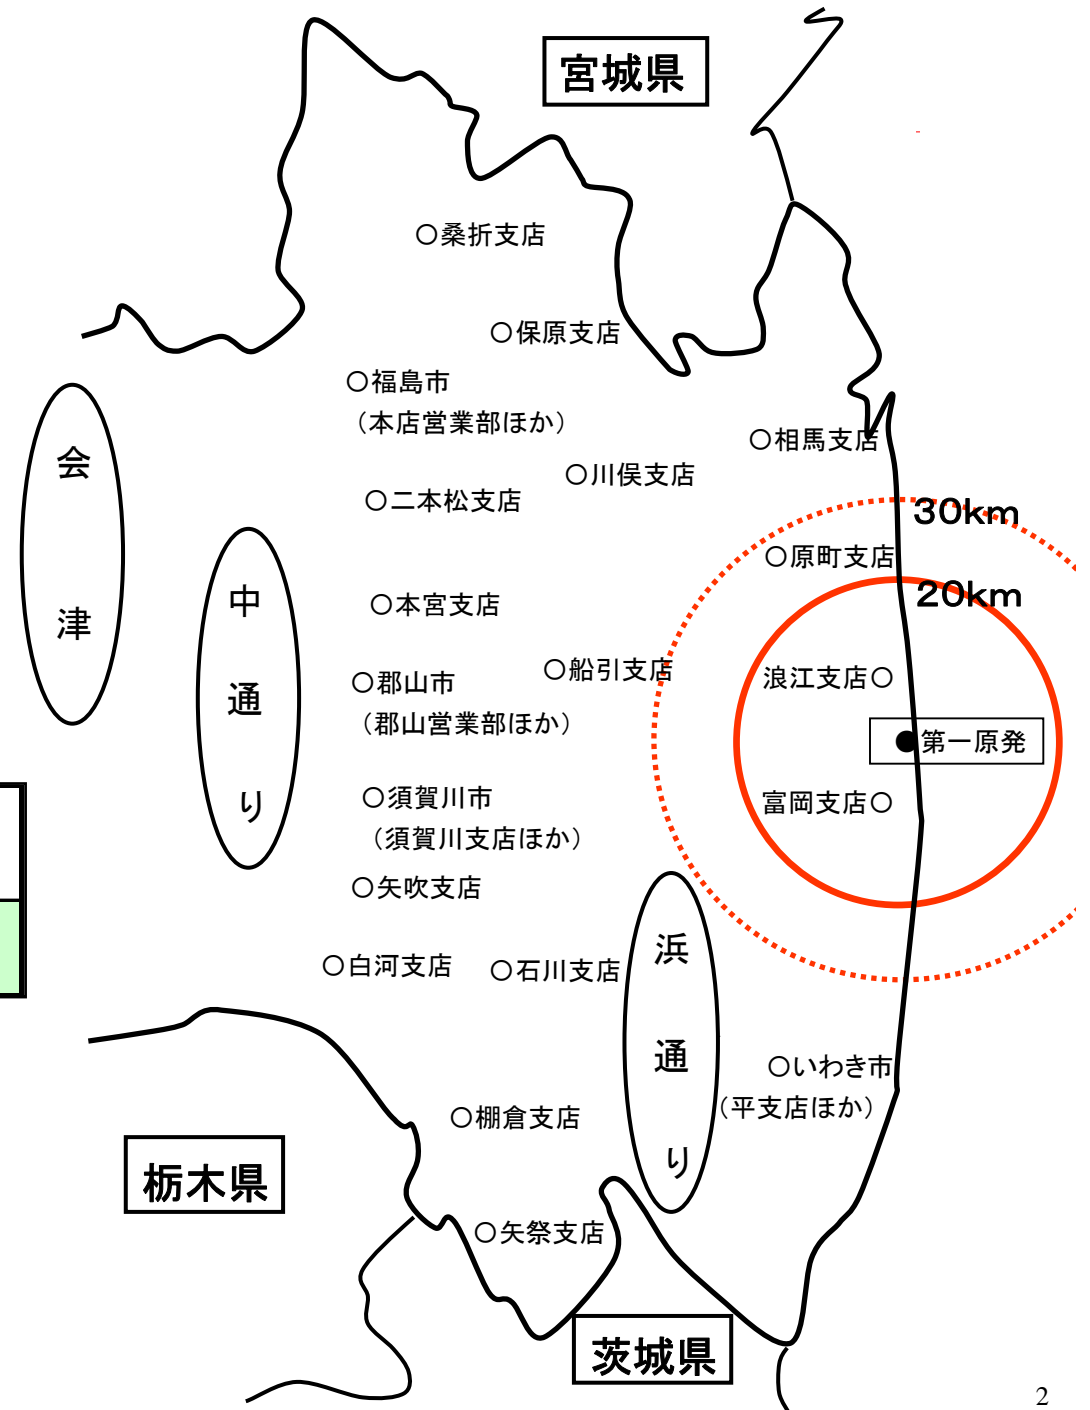 宮城県
○桑折支店
○保原支店
○福島市
（本店営業部ほか）
○相馬支店
○川俣支店
○二本松支店
会津
30km
○原町支店
20km
中通り
○本宮支店
○船引支店
浪江支店○
○郡山市
（郡山営業部ほか）
●第一原発
○須賀川市
（須賀川支店ほか）
富岡支店○
○矢吹支店
○白河支店
○石川支店
浜通り
○いわき市
（平支店ほか）
○棚倉支店
栃木県
○矢祭支店
茨城県
2